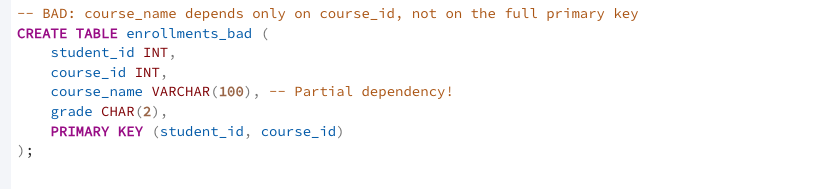 -- BAD: course_name depends only on course_id, not on the full primary key
CREATE TABLE enrollments_bad (
    student_id INT,
    course_id INT,
    course_name VARCHAR(100), -- Partial dependency!
    grade CHAR(2),
    PRIMARY KEY (student_id, course_id)
);